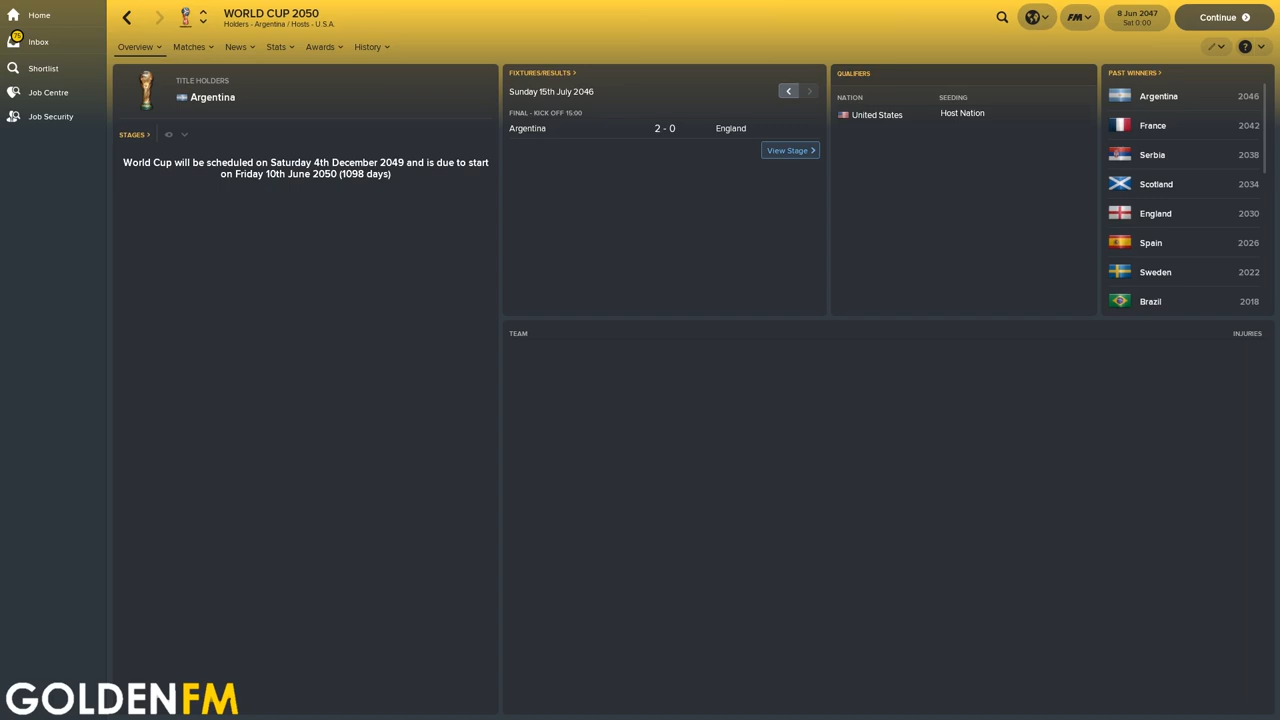 Home
Inbox
75
Shortlist
Job Centre
Job Security
WORLD CUP 2050
Holders - Argentina / Hosts - U.S.A.
FM
8 Jun 2047
Sat 0:00
Continue
Overview
Matches
News
Stats
Awards
History
?
TITLE HOLDERS
Argentina
STAGES
World Cup will be scheduled on Saturday 4th December 2049 and is due to start
on Friday 10th June 2050 (1098 days)
FIXTURES/RESULTS
Sunday 15th July 2046
FINAL - KICK OFF 15:00
Argentina 2 - 0 England
View Stage
QUALIFIERS
NATION SEEDING
United States Host Nation
PAST WINNERS
Argentina 2046
France 2042
Serbia 2038
Scotland 2034
England 2030
Spain 2026
Sweden 2022
Brazil 2018
TEAM INJURIES
GOLDENFM